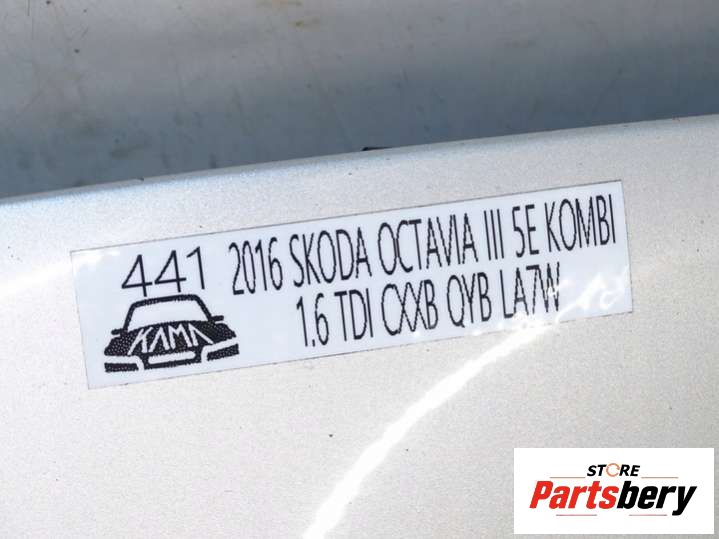 441
KAMA
2016 SKODA OCTAVIA III 5E KOMBI
1.6 TDI CXXB QYB LA7W
STORE
Partsbery